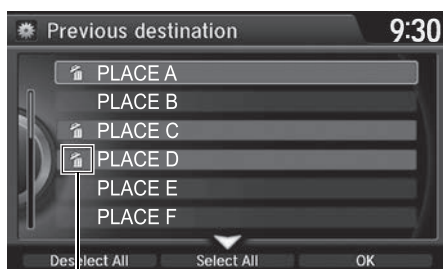 Previous destination 9:30
PLACE A
PLACE B
PLACE C
PLACE D
PLACE E
PLACE F
Deselect All Select All OK